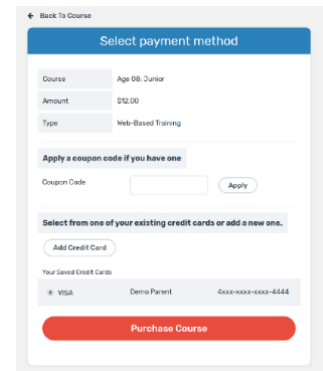 ← Back To Course
Select payment method
Course Age 08: Junior
Amount $12.00
Type Web-Based Training
Apply a coupon code if you have one
Coupon Code Apply
Select from one of your existing credit cards or add a new one.
Add Credit Card
Your Saved Credit Cards
VISA Demo Parent 4xxx-xxxx-xxxx-4444
Purchase Course